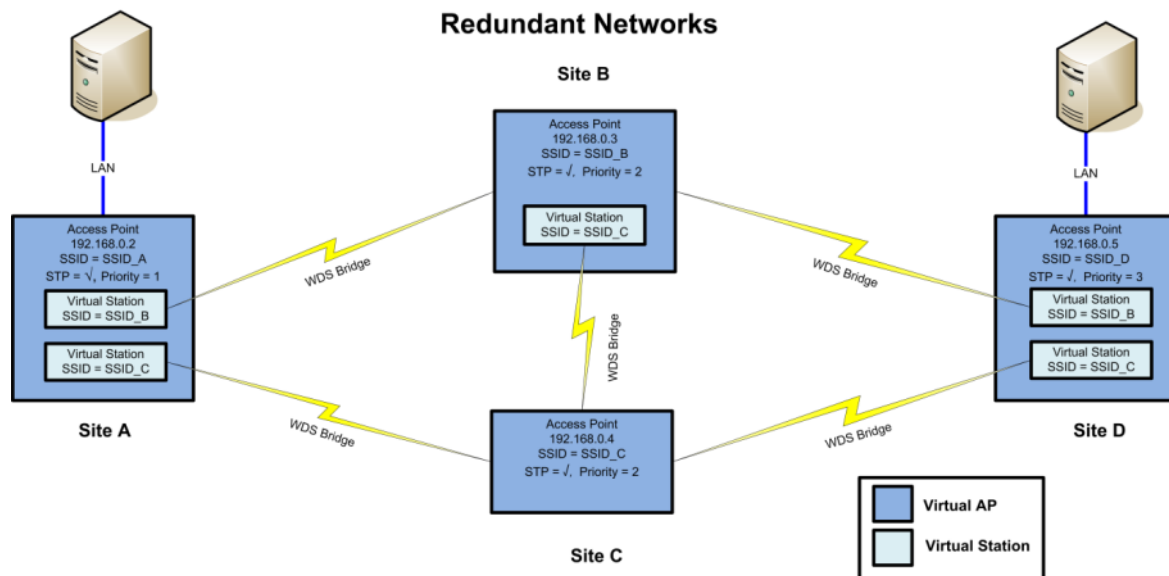 Redundant Networks
Site B
Access Point
192.168.0.3
SSID = SSID_B
STP = √, Priority = 2
Virtual Station
SSID = SSID_C
LAN
LAN
Access Point
192.168.0.2
SSID = SSID_A
STP = √, Priority = 1
Virtual Station
SSID = SSID_B
Virtual Station
SSID = SSID_C
Site A
Access Point
192.168.0.5
SSID = SSID_D
STP = √, Priority = 3
Virtual Station
SSID = SSID_B
Virtual Station
SSID = SSID_C
Site D
WDS Bridge
WDS Bridge
WDS Bridge
WDS Bridge
WDS Bridge
Access Point
192.168.0.4
SSID = SSID_C
STP = √, Priority = 2
Site C
Virtual AP
Virtual Station